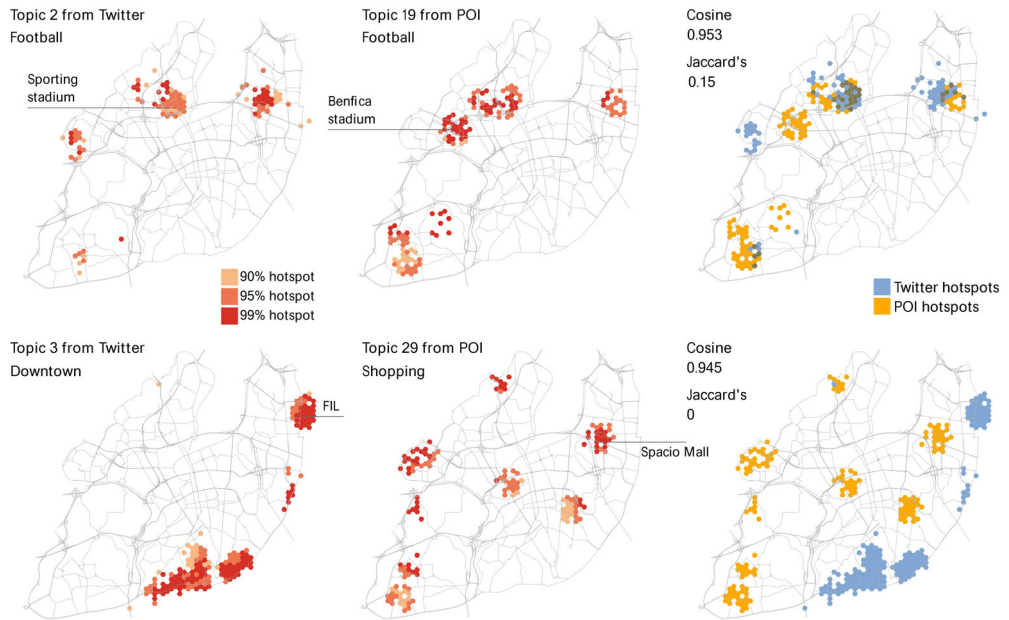 Topic 2 from Twitter
Football
Sporting
stadium
Topic 19 from POI
Football
Benfica
stadium
Cosine
0.953
Jaccard's
0.15
90% hotspot
95% hotspot
99% hotspot
Twitter hotspots
POI hotspots
Topic 3 from Twitter
Downtown
FIL
Topic 29 from POI
Shopping
Spacio Mall
Cosine
0.945
Jaccard's
0